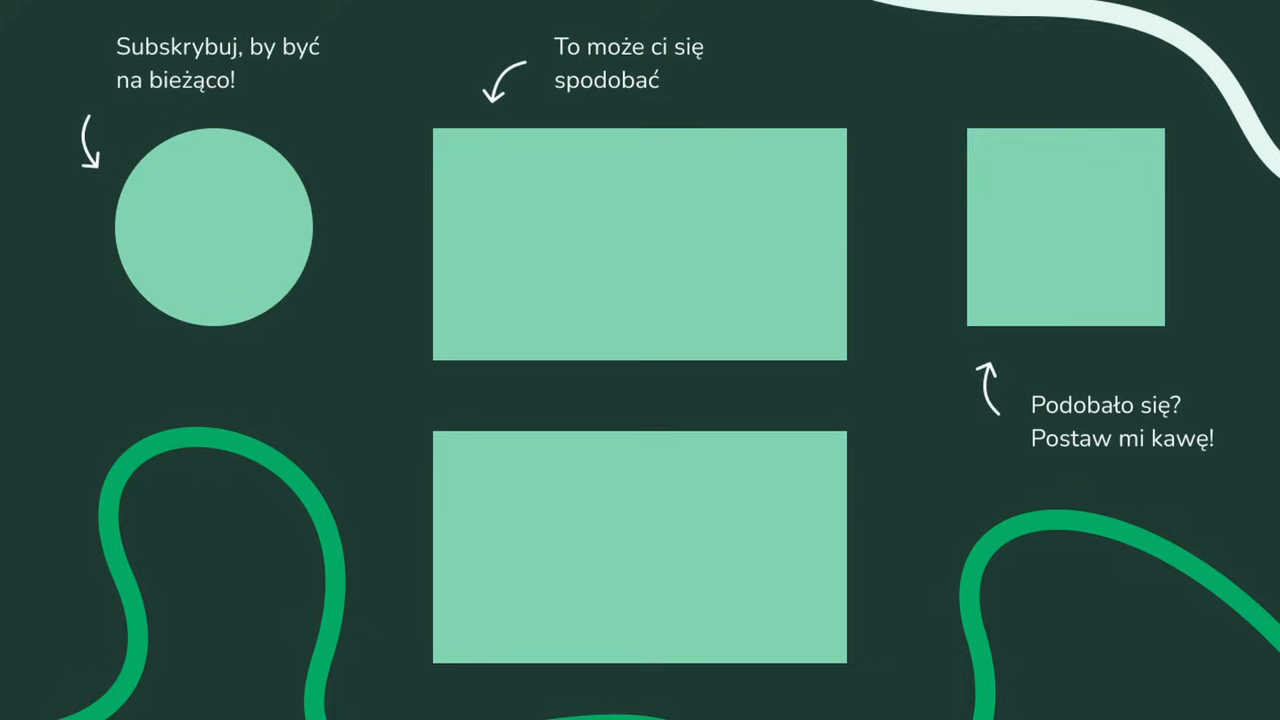 Subskrybuj, by być
na bieżąco!
To może ci się
spodobać
Podobało się?
Postaw mi kawę!